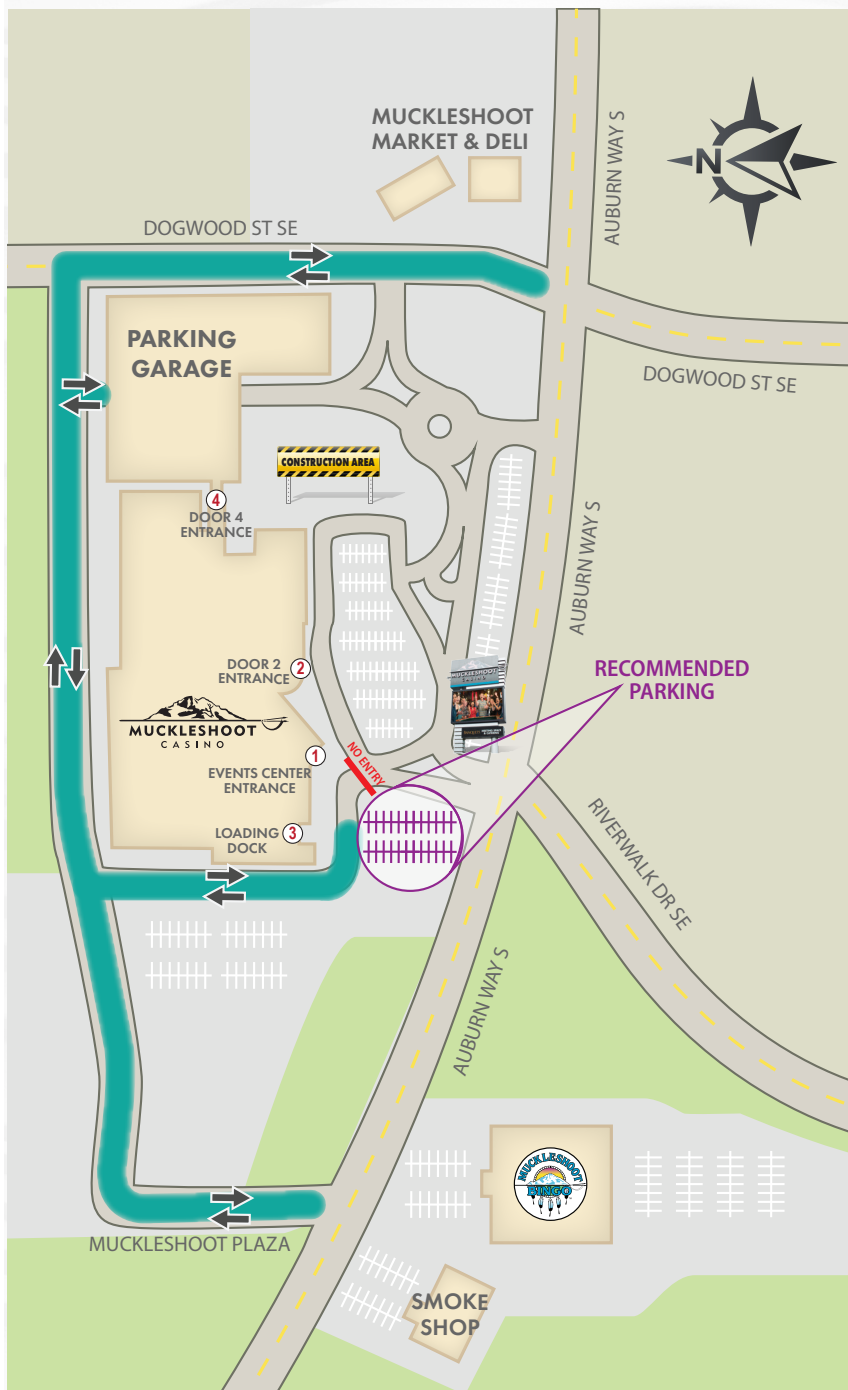 MUCKLESHOOT
MARKET & DELI
AUBURN WAY S
N
DOGWOOD ST SE
PARKING
GARAGE
DOGWOOD ST SE
CONSTRUCTION AREA
4
DOOR 4
ENTRANCE
AUBURN WAY S
DOOR 2
ENTRANCE
2
RECOMMENDED
PARKING
MUCKLESHOOT
CASINO
MUCKLESHOOT
CASINO
1
EVENTS CENTER
ENTRANCE
NO ENTRY
LOADING
DOCK
3
RIVERWALK DR SE
AUBURN WAY S
MUCKLESHOOT
BINGO
MUCKLESHOOT PLAZA
SMOKE
SHOP